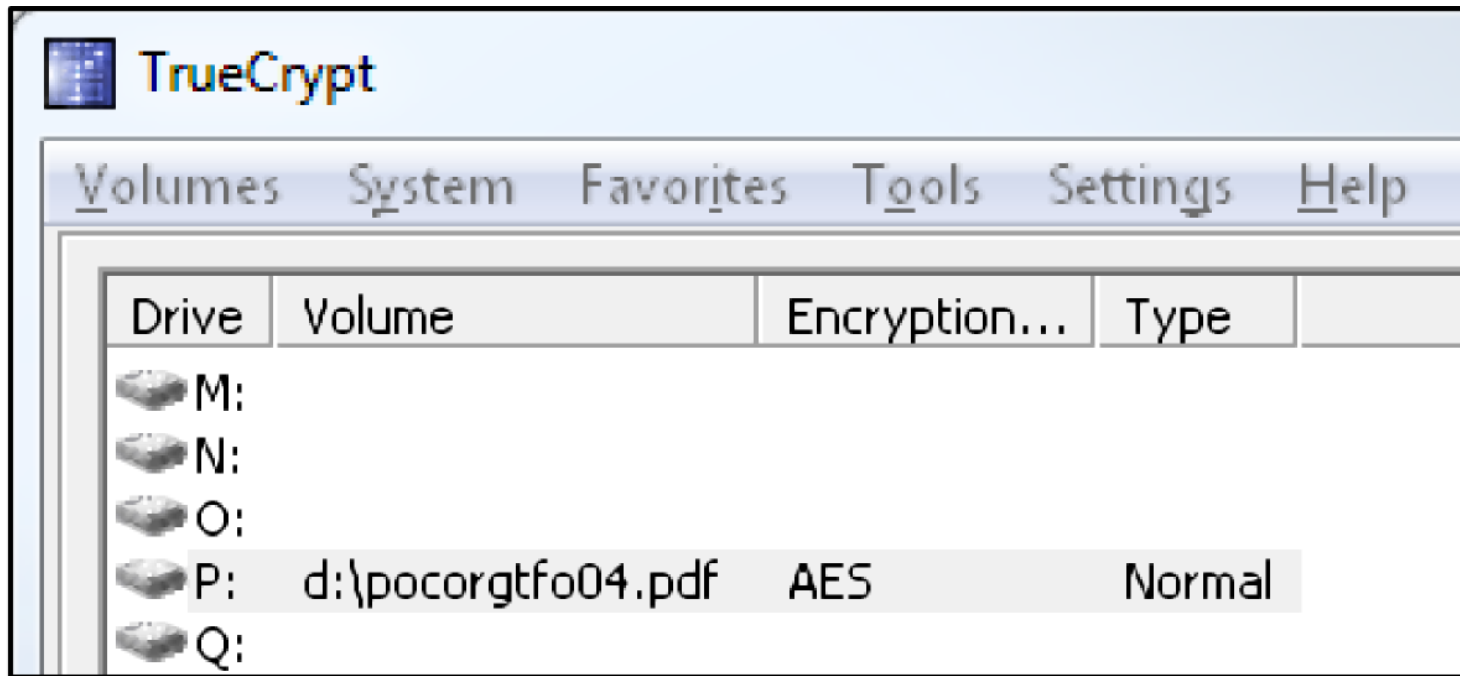 TrueCrypt
Volumes System Favorites Tools Settings Help
Drive Volume Encryption... Type
M:
N:
O:
P: d:\pocorgtfo04.pdf AES Normal
Q: